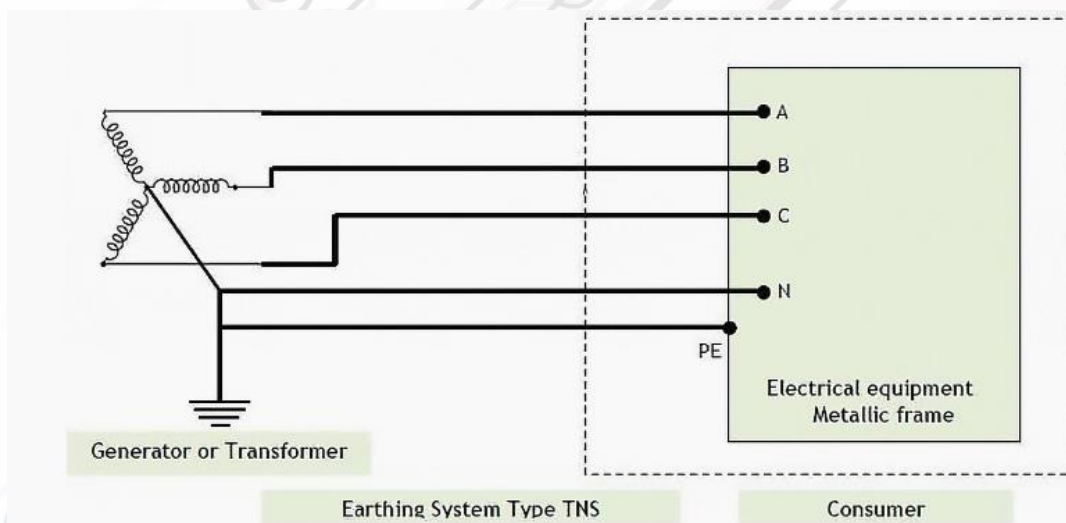 A
B
C
N
PE
Electrical equipment
Metallic frame
Generator or Transformer
Earthing System Type TNS
Consumer